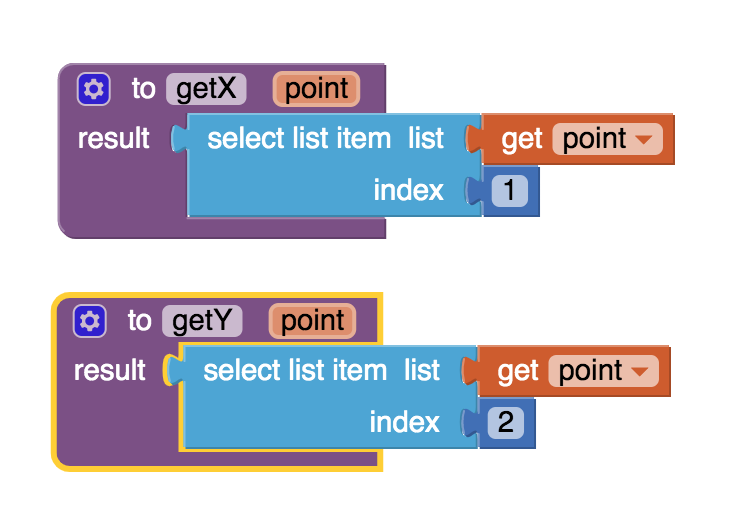 to getX point
result select list item list get point
index 1
to getY point
result select list item list get point
index 2